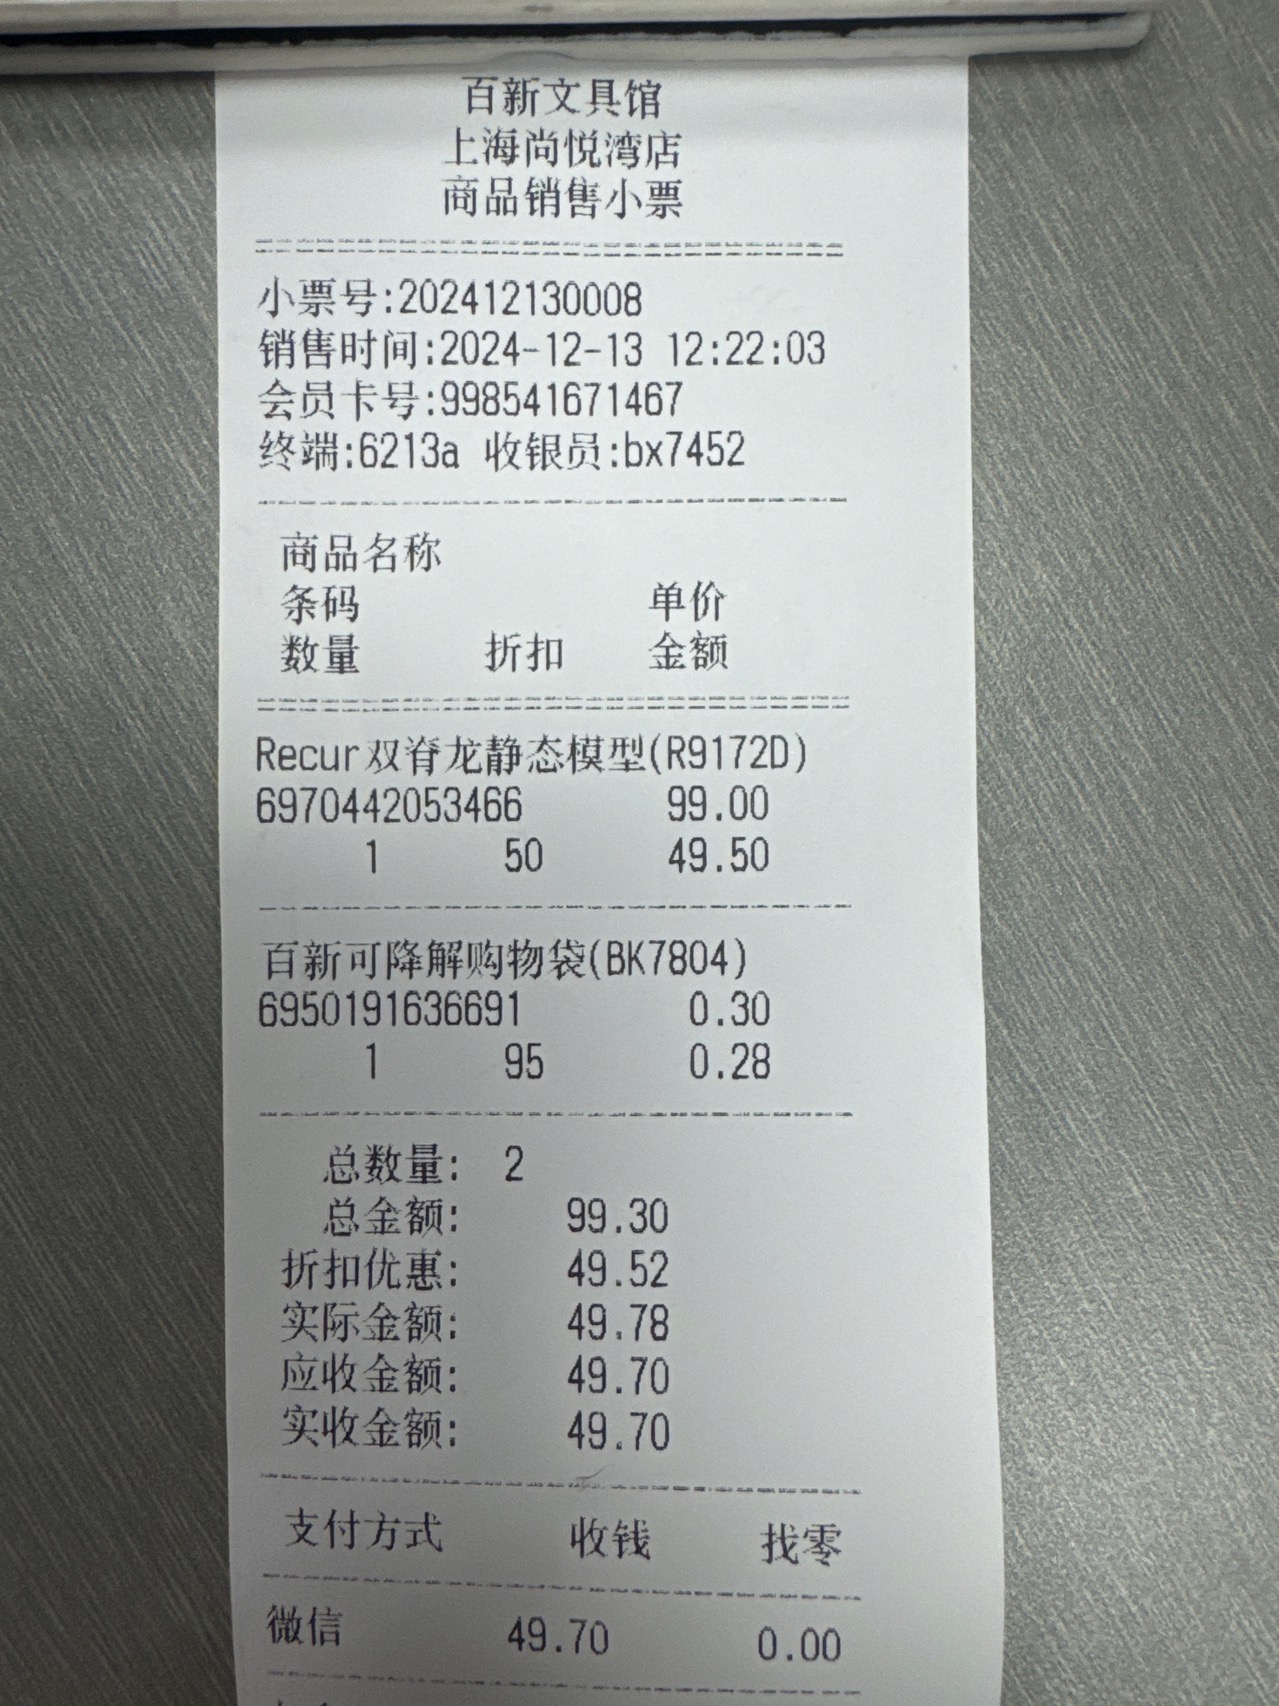 百新文具馆
上海尚悦湾店
商品销售小票
小票号:202412130008
销售时间:2024-12-13 12:22:03
会员卡号:998541671467
终端:6213a 收银员:bx7452
商品名称
条码 单价
数量 折扣 金额
Recur双脊龙静态模型(R9172D)
6970442053466 99.00
1 50 49.50
百新可降解购物袋(BK7804)
6950191636691 0.30
1 95 0.28
总数量: 2
总金额: 99.30
折扣优惠: 49.52
实际金额: 49.78
应收金额: 49.70
实收金额: 49.70
支付方式 收钱 找零
微信 49.70 0.00